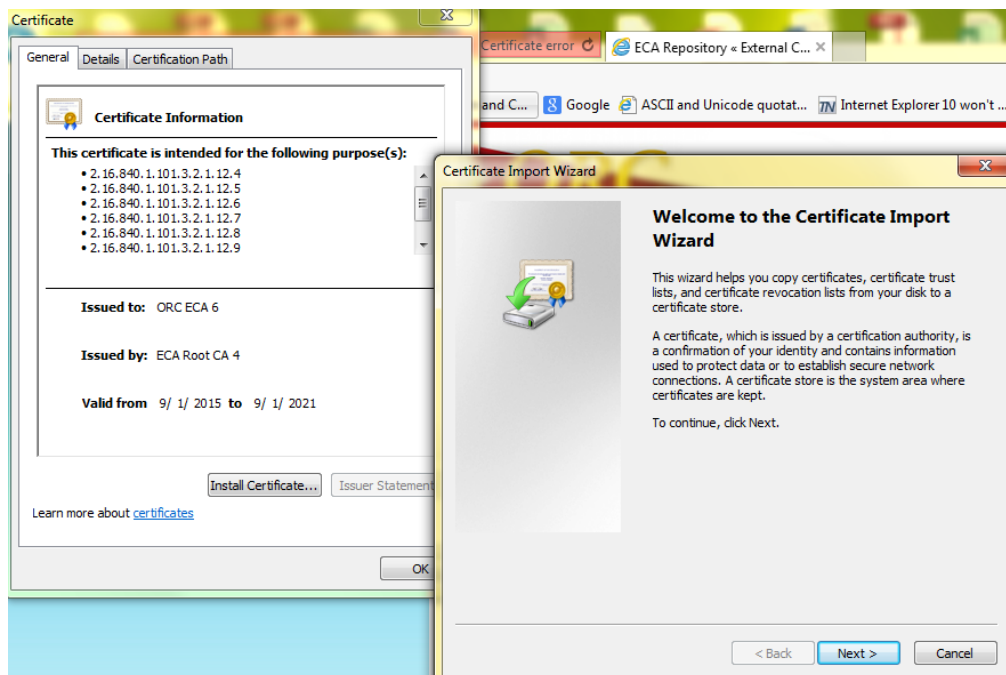 Certificate
General
Details
Certification Path
Certificate Information
This certificate is intended for the following purpose(s):
• 2.16.840.1.101.3.2.1.12.4
• 2.16.840.1.101.3.2.1.12.5
• 2.16.840.1.101.3.2.1.12.6
• 2.16.840.1.101.3.2.1.12.7
• 2.16.840.1.101.3.2.1.12.8
• 2.16.840.1.101.3.2.1.12.9
Issued to: ORC ECA 6
Issued by: ECA Root CA 4
Valid from 9/ 1/ 2015 to 9/ 1/ 2021
Install Certificate...
Issuer Statement
Learn more about certificates
OK
Certificate error
ECA Repository « External C...
and C...
Google
ASCII and Unicode quotat...
Internet Explorer 10 won't ...
ORC
Certificate Import Wizard
Welcome to the Certificate Import
Wizard
This wizard helps you copy certificates, certificate trust
lists, and certificate revocation lists from your disk to a
certificate store.
A certificate, which is issued by a certification authority, is
a confirmation of your identity and contains information
used to protect data or to establish secure network
connections. A certificate store is the system area where
certificates are kept.
To continue, click Next.
< Back
Next >
Cancel